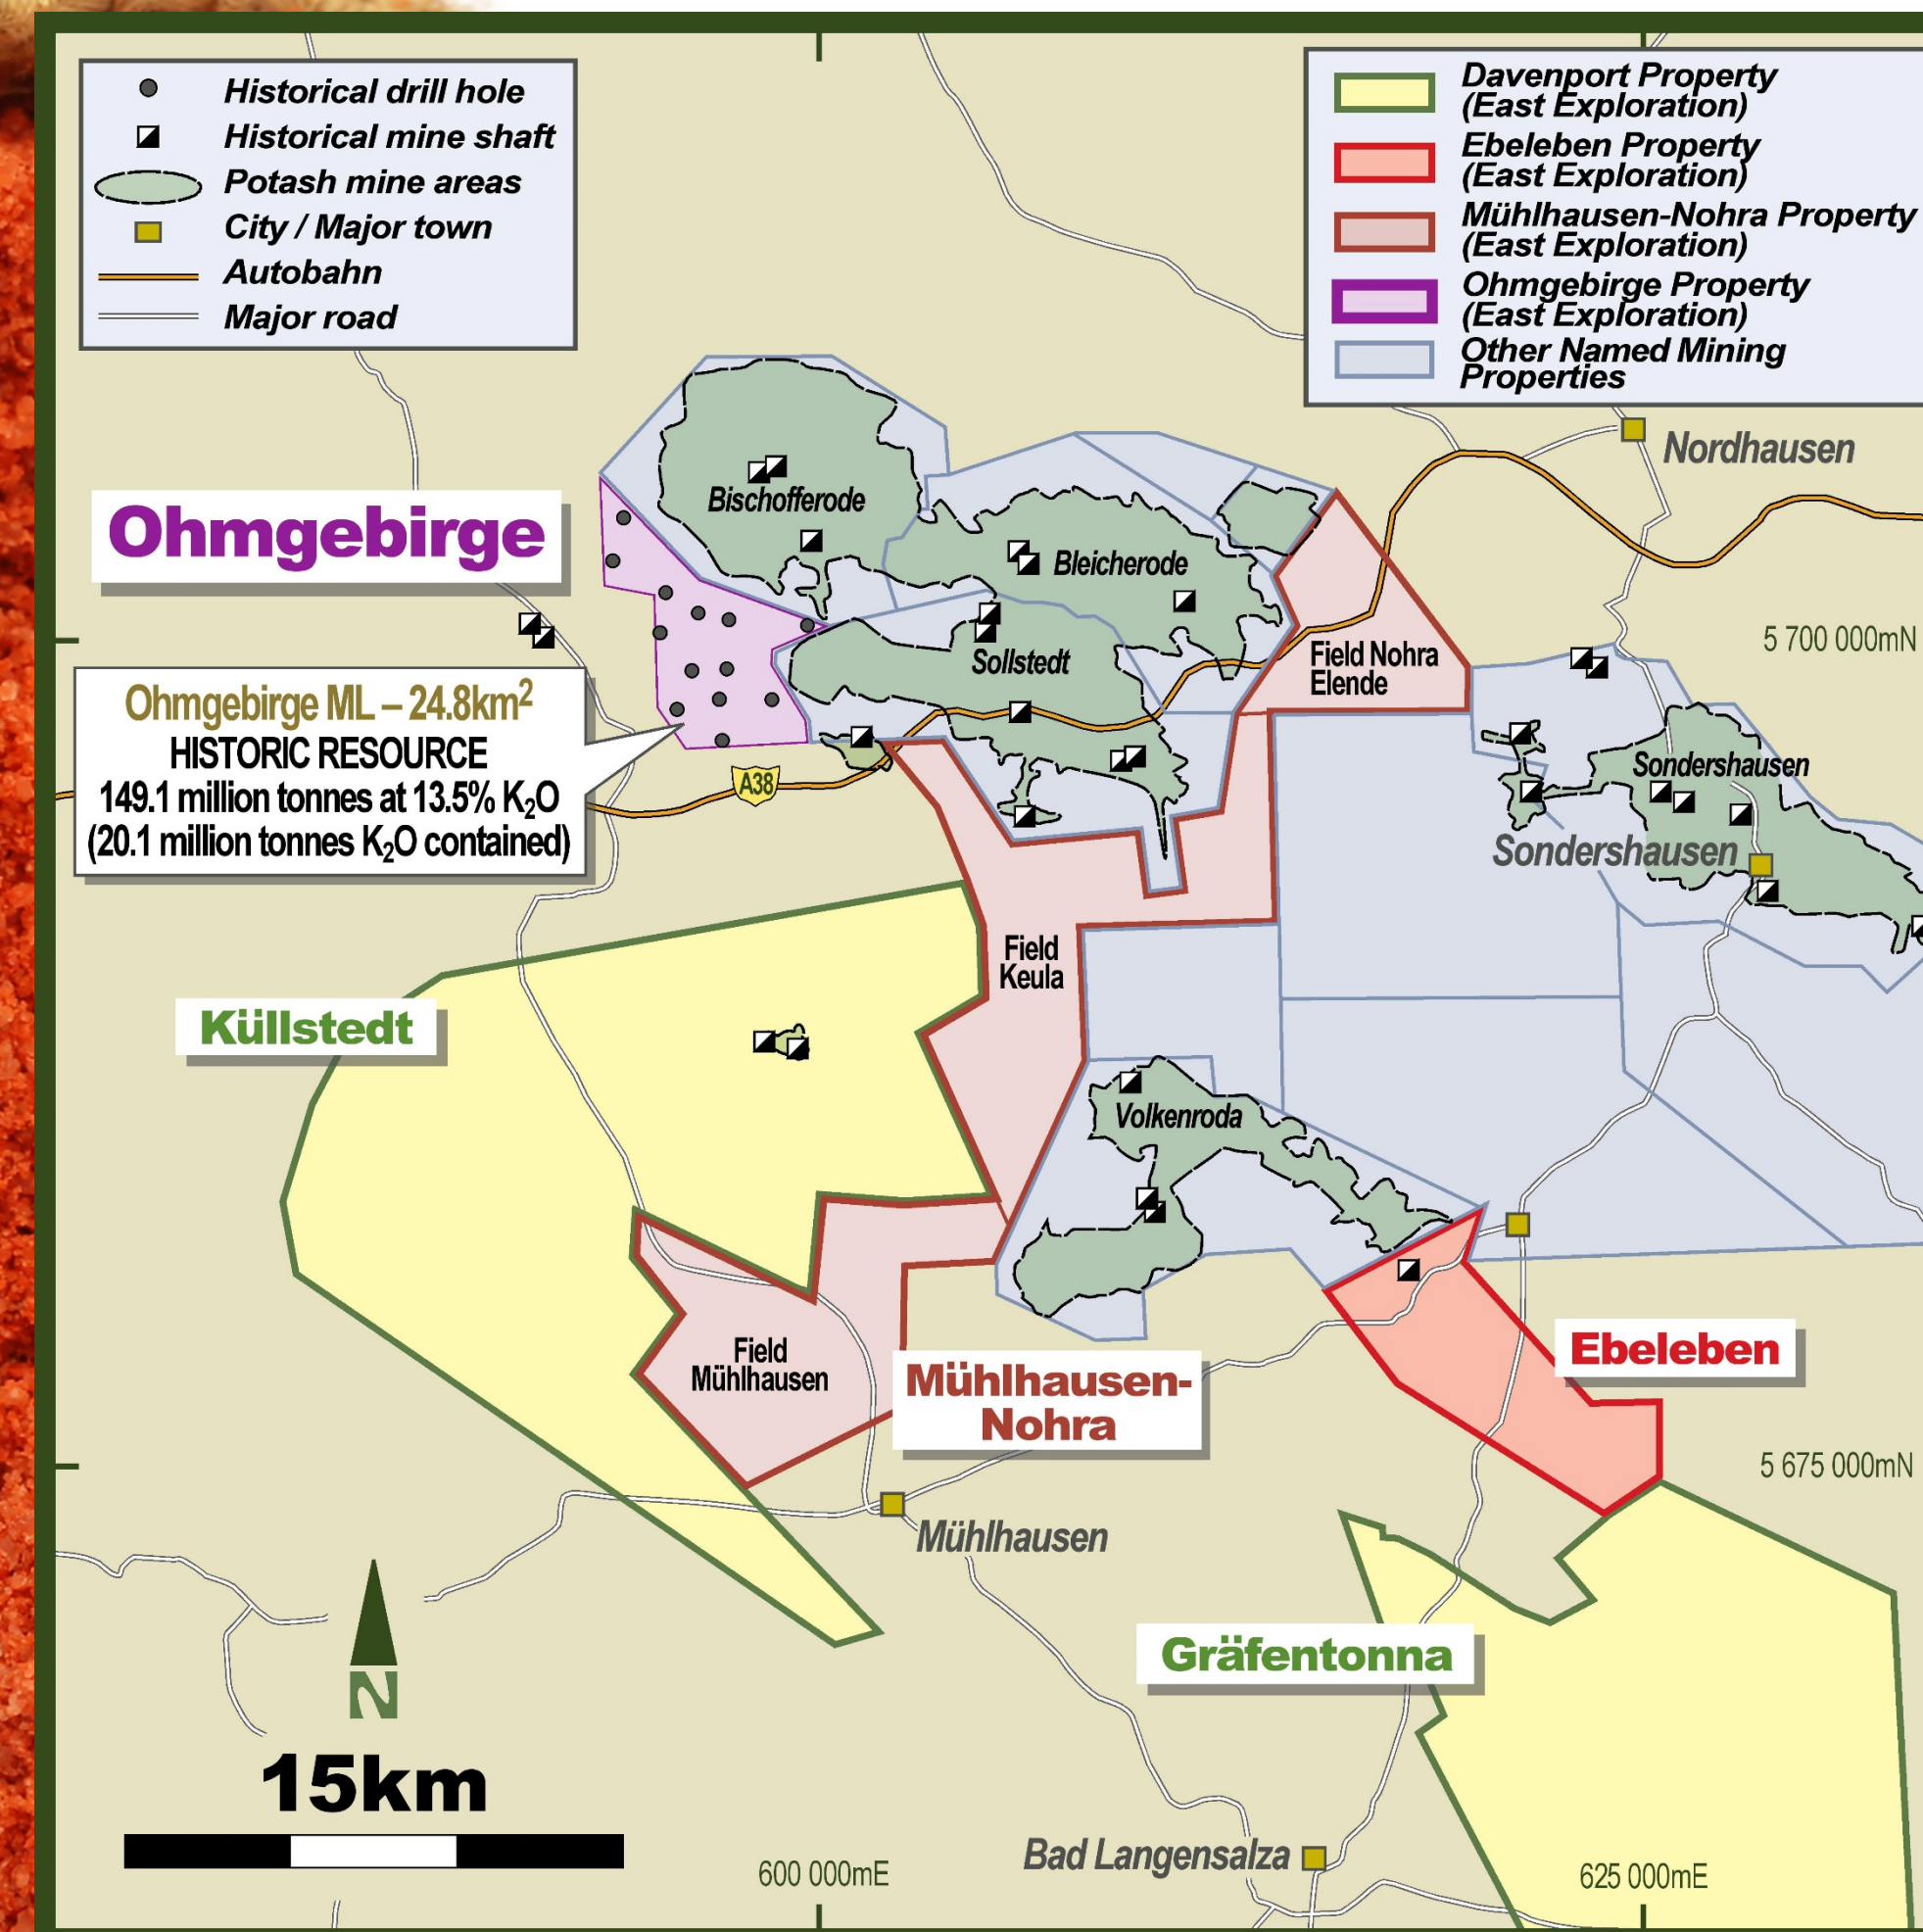 Historical drill hole
Historical mine shaft
Potash mine areas
City / Major town
Autobahn
Major road
Davenport Property
(East Exploration)
Ebeleben Property
(East Exploration)
Mühlhausen-Nohra Property
(East Exploration)
Ohmgebirge Property
(East Exploration)
Other Named Mining
Properties
Nordhausen
Bischofferode
Ohmgebirge
Bleicherode
5 700 000mN
Field Nohra
Elende
Sollstedt
Ohmgebirge ML – 24.8km²
HISTORIC RESOURCE
149.1 million tonnes at 13.5% K₂O
(20.1 million tonnes K₂O contained)
A38
Sondershausen
Sondershausen
Field
Keula
Küllstedt
Volkenroda
Field
Mühlhausen
Mühlhausen-
Nohra
Ebeleben
5 675 000mN
Mühlhausen
Gräfentonna
N
15km
Bad Langensalza
600 000mE
625 000mE